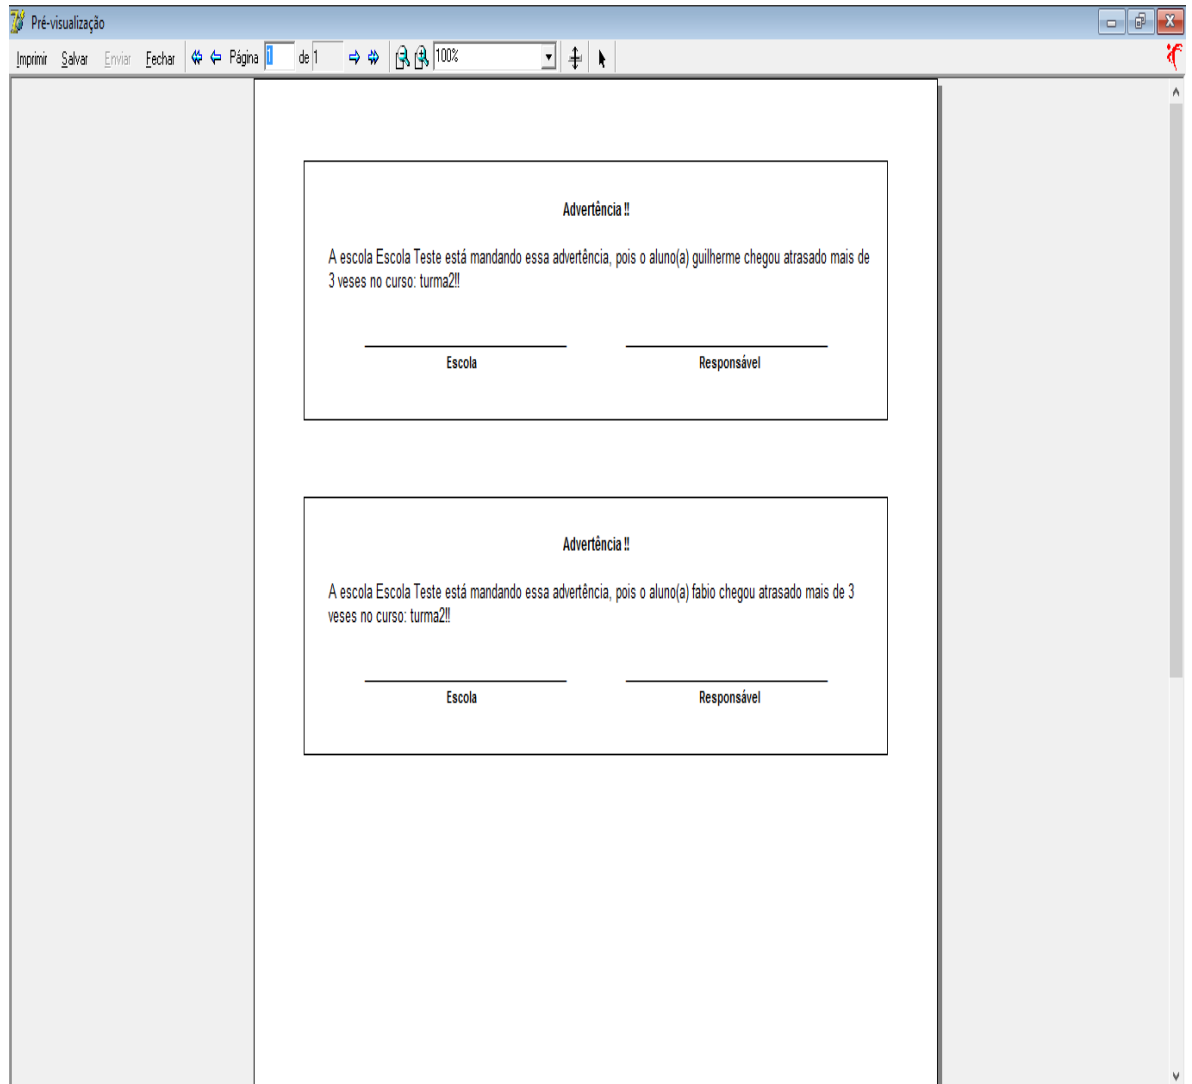 Pré-visualização
Imprimir Salvar Enviar Fechar Página 1 de 1 100%
Advertência !!
A escola Escola Teste está mandando essa advertência, pois o aluno(a) guilherme chegou atrasado mais de
3 veses no curso: turma2!!
Escola Responsável
Advertência !!
A escola Escola Teste está mandando essa advertência, pois o aluno(a) fabio chegou atrasado mais de 3
veses no curso: turma2!!
Escola Responsável